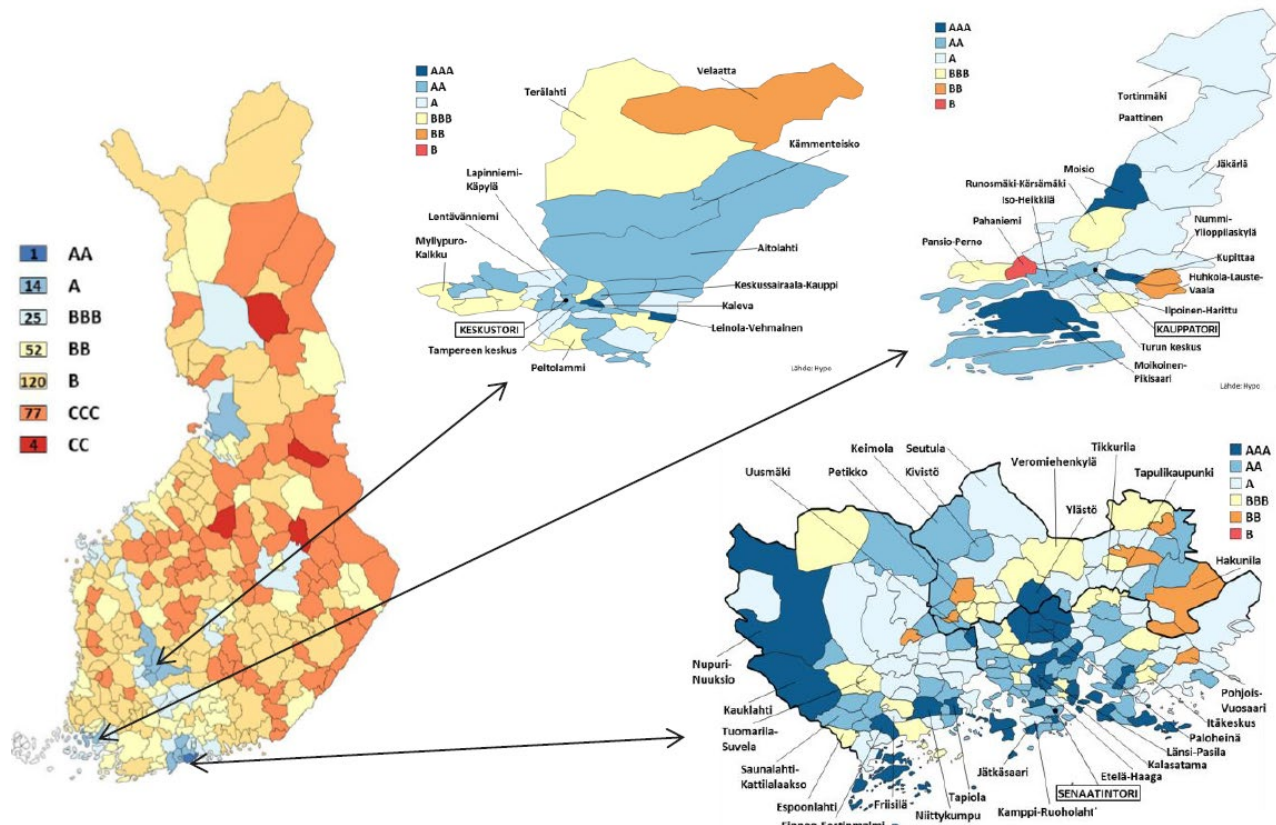 1 AA
14 A
25 BBB
52 BB
120 B
77 CCC
4 CC
AAA
AA
A
BBB
BB
B
Velaatta
Terälahti
Kämmenteisko
Lapinniemi-
Käpylä
Lentävänniemi
Myllypuro-
Kalkku
Aitolahti
Keskussairaala-Kauppi
Kaleva
KESKUSTORI
Leinola-Vehmainen
Tampereen keskus
Peltolammi
Lähde: Hypo
AAA
AA
A
BBB
BB
B
Tortinmäki
Paattinen
Moisio
Jäkärlä
Runosmäki-Kärsämäki
Iso-Heikkilä
Pahaniemi
Nummi-
Ylioppilaskylä
Pansio-Perno
Kupittaa
Huhkola-Lauste-
Vaala
Ilpoinen-Harittu
KAUPPATORI
Turun keskus
Moikoinen-
Pikisaari
Lähde: Hypo
AAA
AA
A
BBB
BB
B
Keimola
Seutula
Tikkurila
Uusmäki
Petikko
Kivistö
Veromiehenkylä
Tapulikaupunki
Ylästö
Hakunila
Nupuri-
Nuuksio
Kauklahti
Tuomarila-
Suvela
Saunalahti-
Kattilalaakso
Espoonlahti
Friisilä
Niittykumpu
Tapiola
Jätkäsaari
Kamppi-Ruoholaht
SENAATINTORI
Etelä-Haaga
Kalasatama
Länsi-Pasila
Paloheinä
Itäkeskus
Pohjois-
Vuosaari